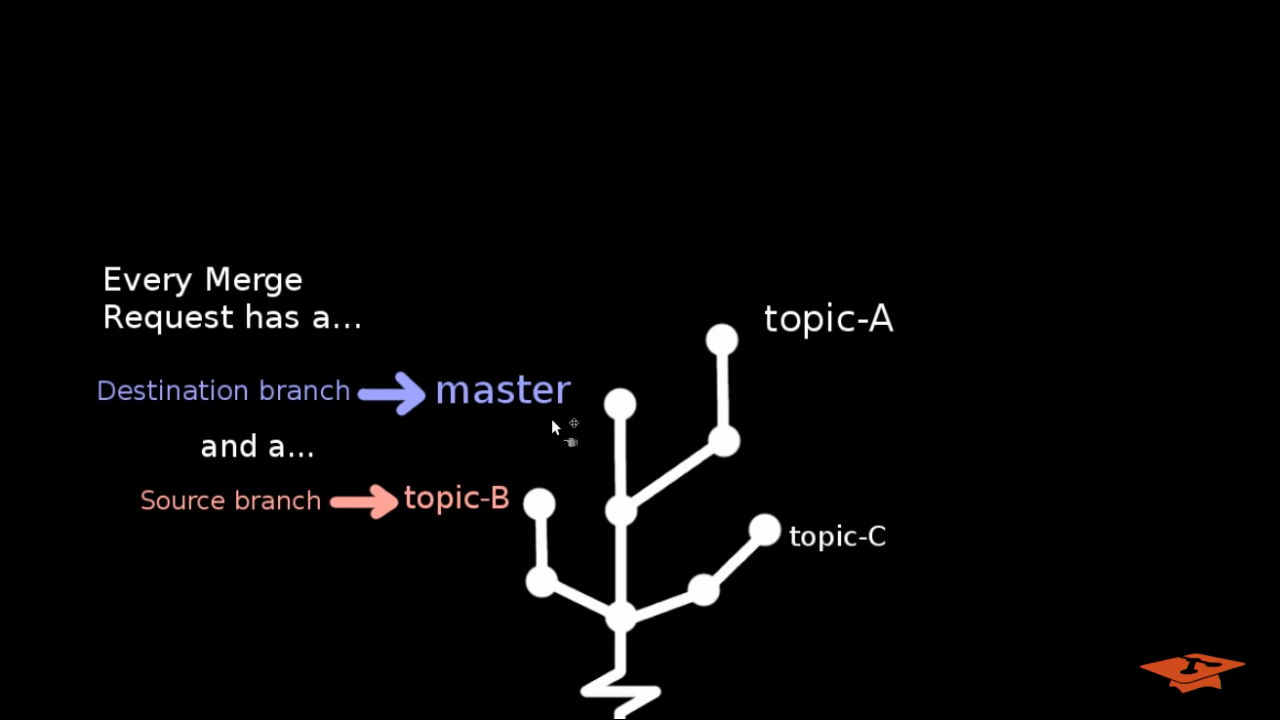 Every Merge
Request has a...
topic-A
Destination branch
master
and a...
Source branch
topic-B
topic-C